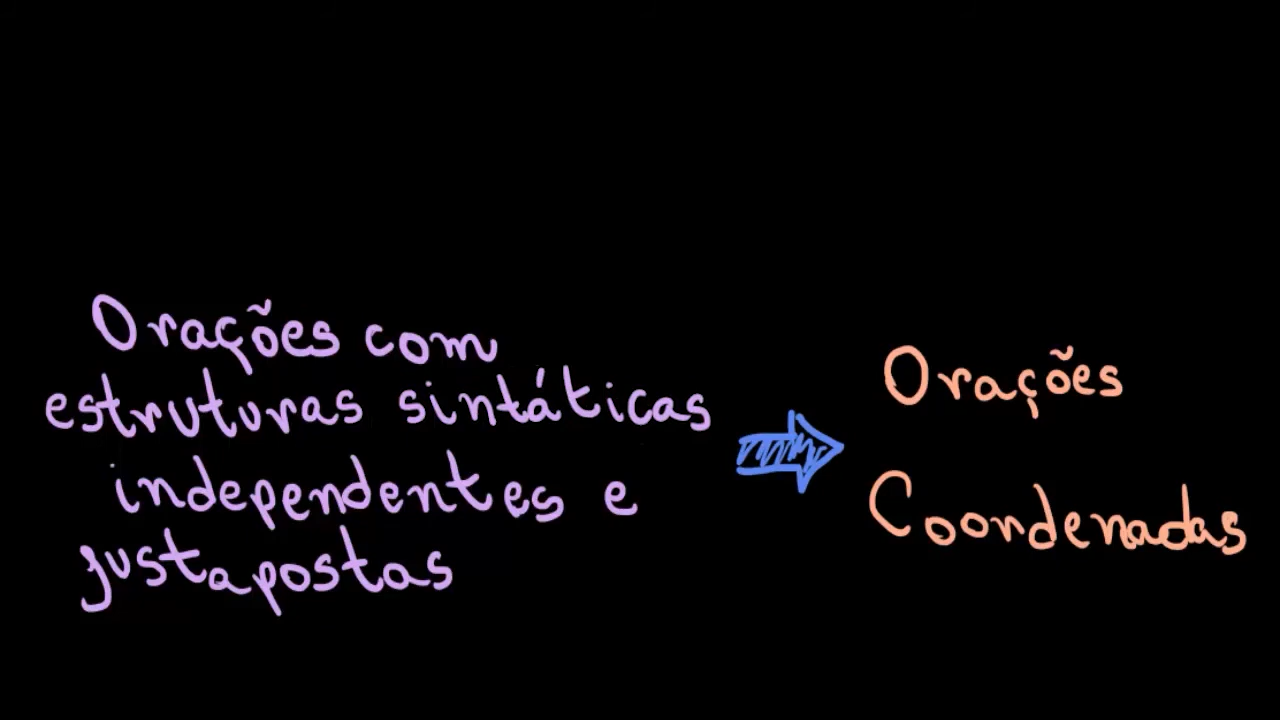 Orações com
estruturas sintáticas
independentes e
justapostas
Orações
Coordenadas